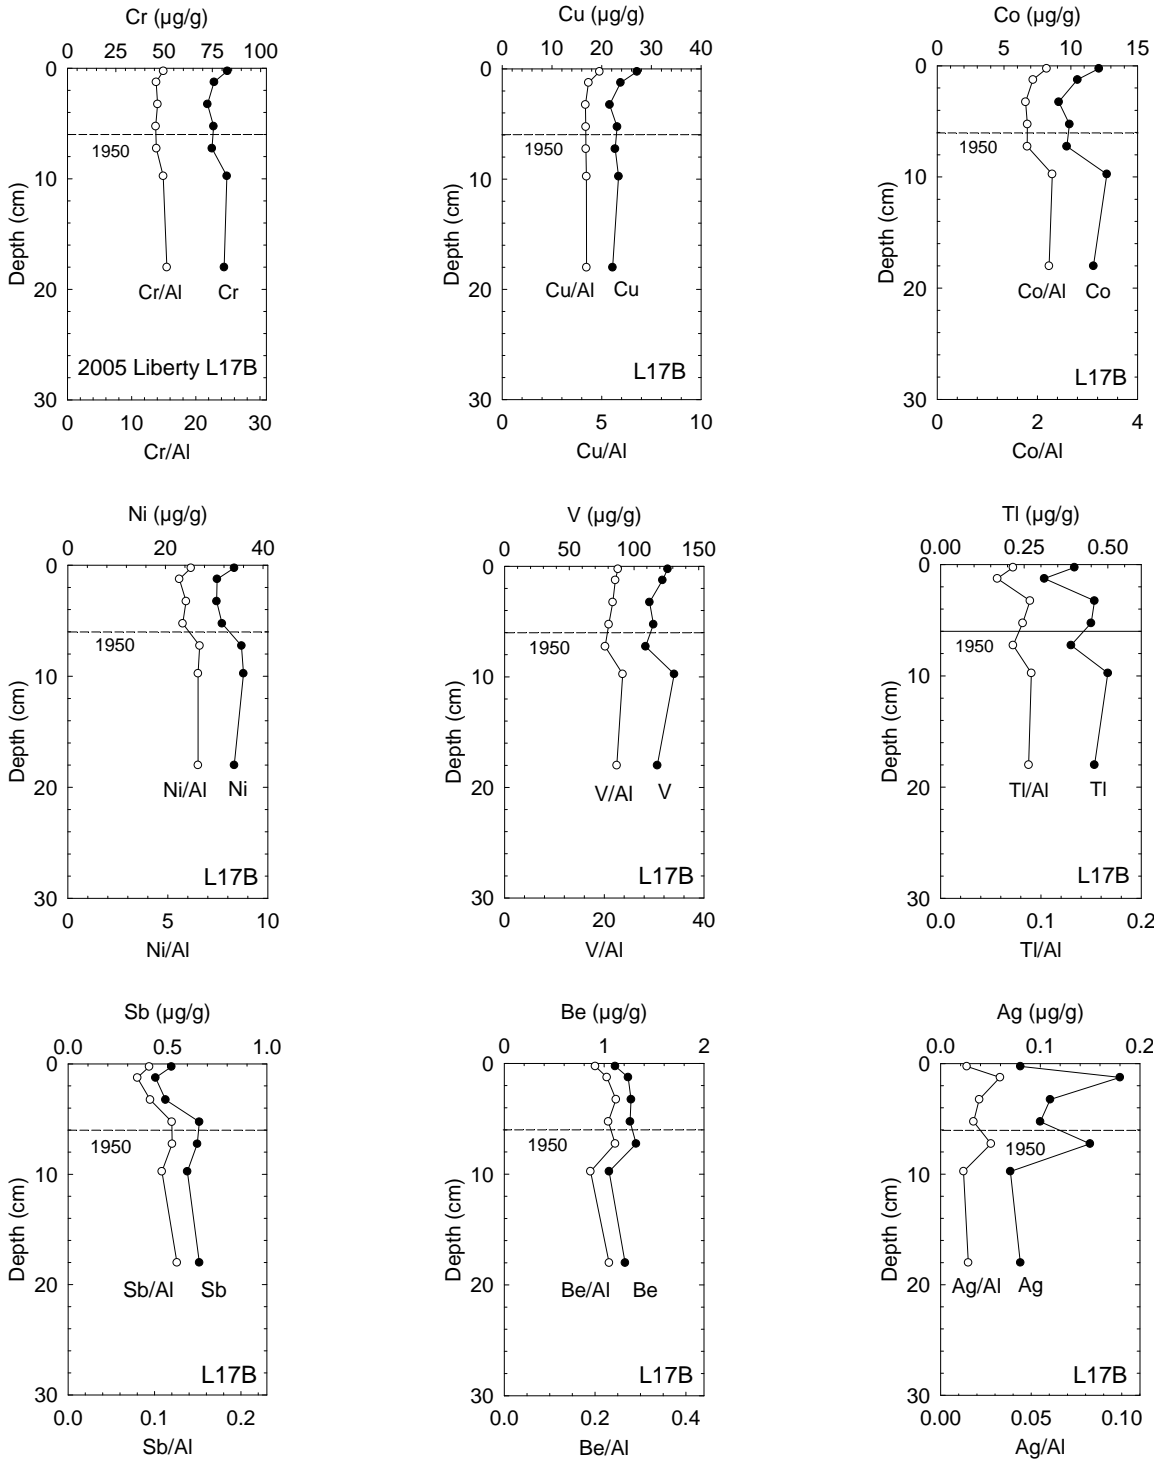 Cr (µg/g)
0 25 50 75 100
0
10
20
30
Depth (cm)
1950
Cr/Al Cr
2005 Liberty L17B
0 10 20 30
Cr/Al
Cu (µg/g)
0 10 20 30 40
0
10
20
30
Depth (cm)
1950
Cu/Al Cu
L17B
0 5 10
Cu/Al
Co (µg/g)
0 5 10 15
0
10
20
30
Depth (cm)
1950
Co/Al Co
L17B
0 2 4
Co/Al
Ni (µg/g)
0 20 40
0
10
20
30
Depth (cm)
1950
Ni/Al Ni
L17B
0 5 10
Ni/Al
V (µg/g)
0 50 100 150
0
10
20
30
Depth (cm)
1950
V/Al V
L17B
0 20 40
V/Al
Tl (µg/g)
0.00 0.25 0.50
0
10
20
30
Depth (cm)
1950
Tl/Al Tl
L17B
0.0 0.1 0.2
Tl/Al
Sb (µg/g)
0.0 0.5 1.0
0
10
20
30
Depth (cm)
1950
Sb/Al Sb
L17B
0.0 0.1 0.2
Sb/Al
Be (µg/g)
0 1 2
0
10
20
30
Depth (cm)
1950
Be/Al Be
L17B
0.0 0.2 0.4
Be/Al
Ag (µg/g)
0.0 0.1 0.2
0
10
20
30
Depth (cm)
1950
Ag/Al Ag
L17B
0.00 0.05 0.10
Ag/Al